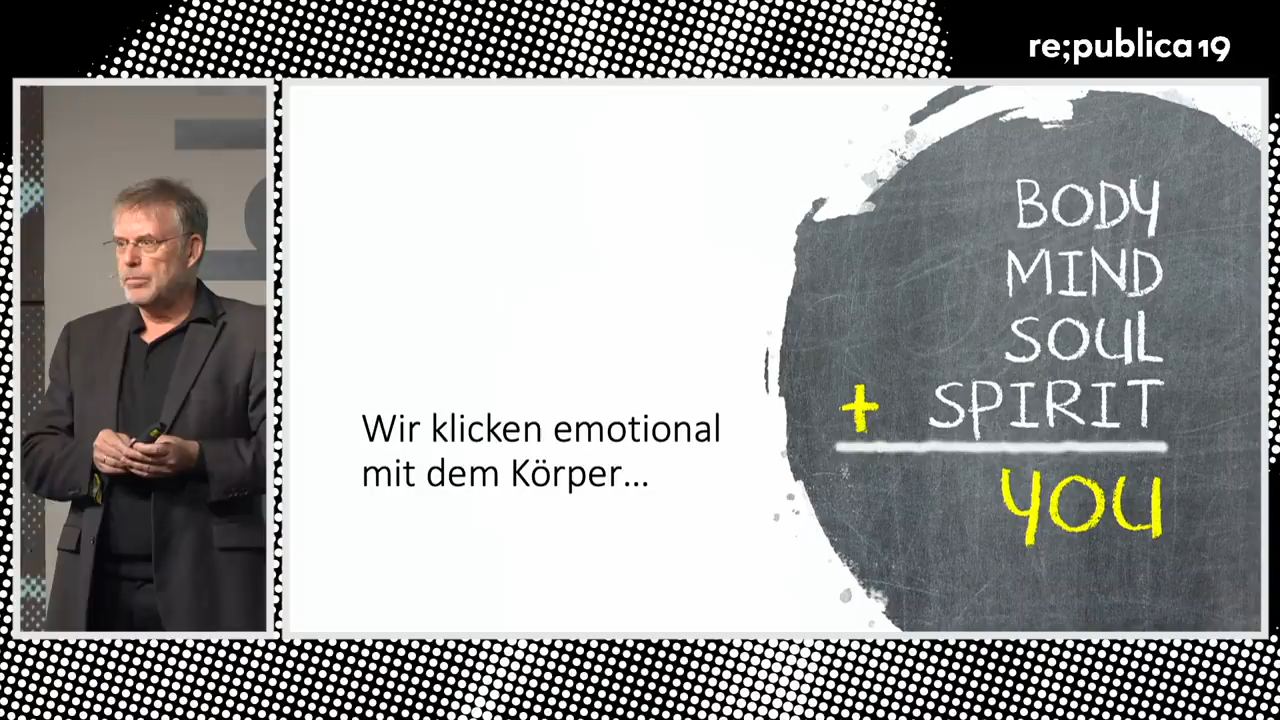 re;publica 19
Wir klicken emotional
mit dem Körper...
BODY
MIND
SOUL
+ SPIRIT
YOU